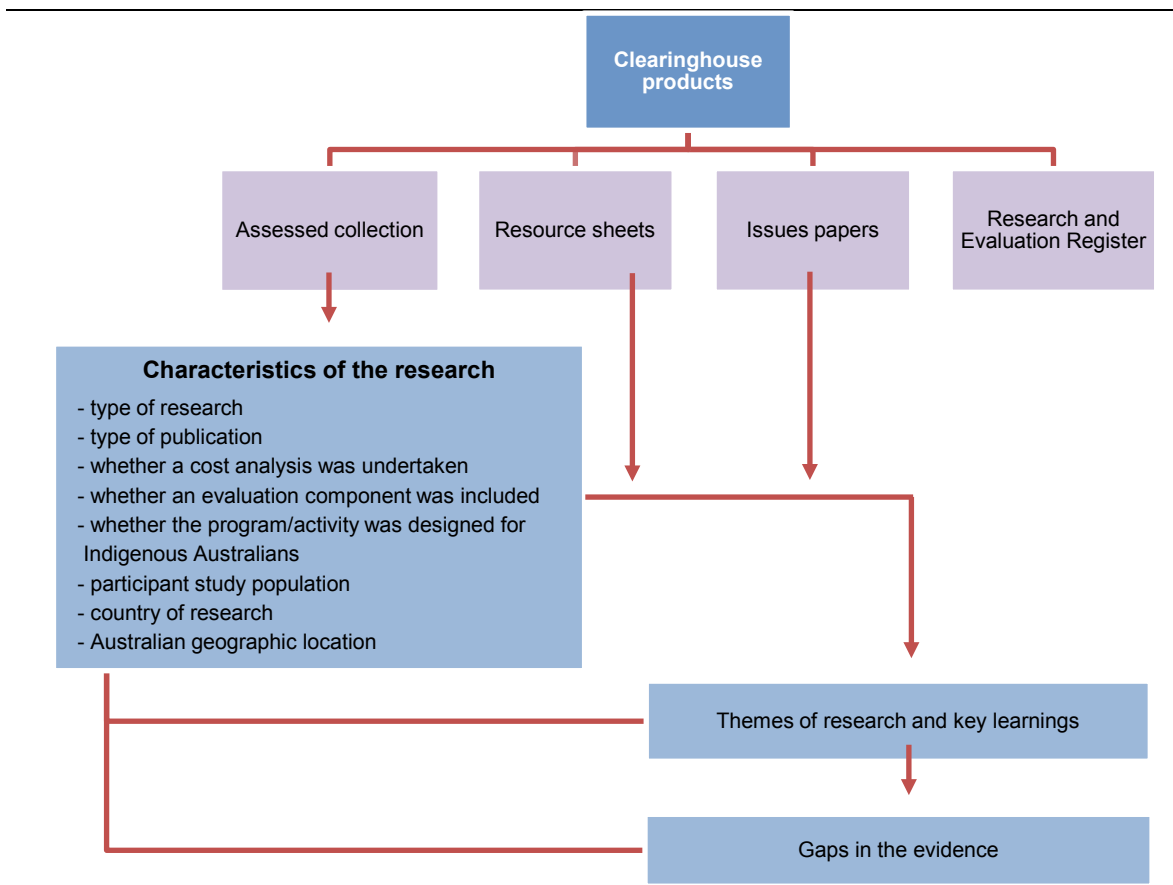 Clearinghouse
products
Assessed collection
Resource sheets
Issues papers
Research and
Evaluation Register
Characteristics of the research
- type of research
- type of publication
- whether a cost analysis was undertaken
- whether an evaluation component was included
- whether the program/activity was designed for
Indigenous Australians
- participant study population
- country of research
- Australian geographic location
Themes of research and key learnings
Gaps in the evidence